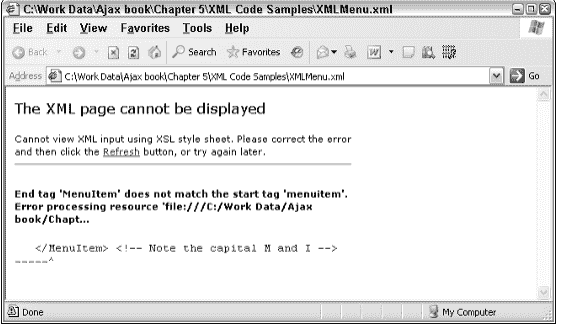 C:\Work Data\Ajax book\Chapter 5\XML Code Samples\XMLMenu.xml
File Edit View Favorites Tools Help
Back Search Favorites
Address C:\Work Data\Ajax book\Chapter 5\XML Code Samples\XMLMenu.xml Go
The XML page cannot be displayed
Cannot view XML input using XSL style sheet. Please correct the error
and then click the Refresh button, or try again later.
End tag 'MenuItem' does not match the start tag 'menuitem'.
Error processing resource 'file:///C:/Work Data/Ajax
book/Chapt...
</MenuItem> <!-- Note the capital M and I -->
-----^
Done My Computer